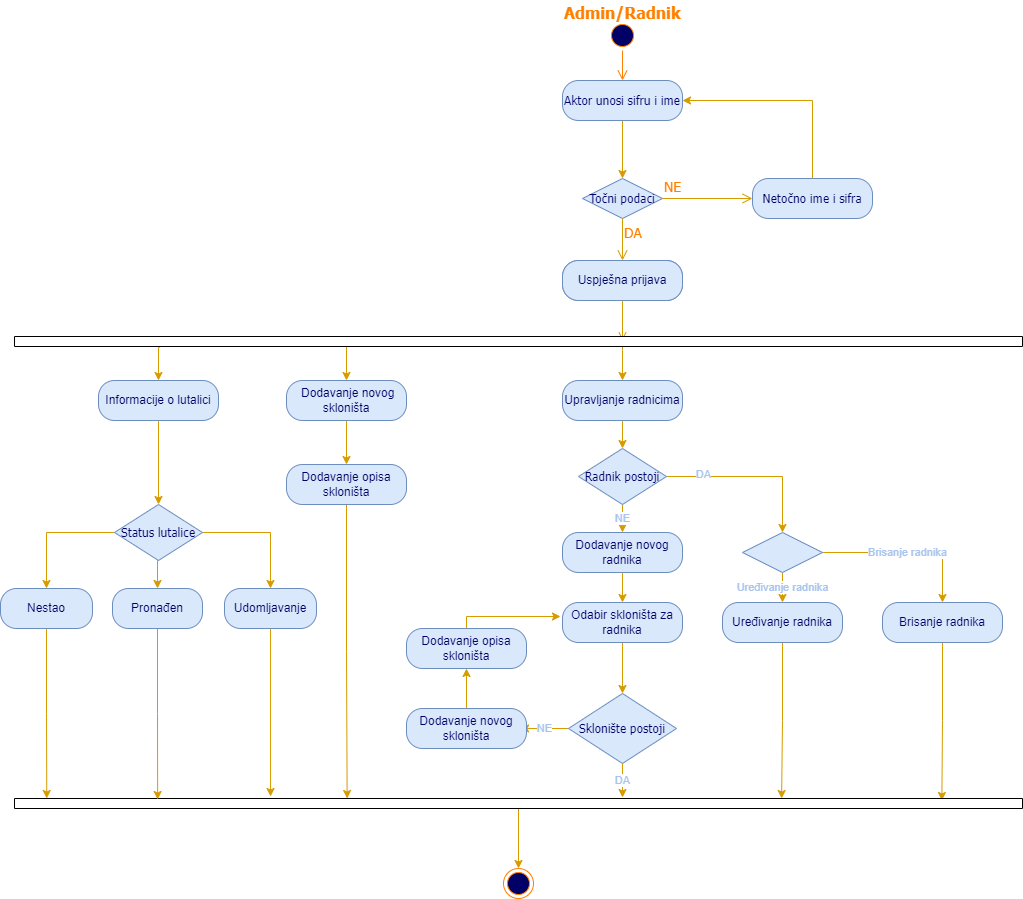 Admin/Radnik
Aktor unosi sifru i ime
Točni podaci
NE
Netočno ime i sifra
DA
Uspješna prijava
Informacije o lutalici
Dodavanje novog
skloništa
Upravljanje radnicima
Dodavanje opisa
skloništa
Radnik postoji
DA
NE
Status lutalice
Dodavanje novog
radnika
Brisanje radnika
Uređivanje radnika
Nestao
Pronađen
Udomljavanje
Odabir skloništa za
radnika
Uređivanje radnika
Brisanje radnika
Dodavanje opisa
skloništa
Dodavanje novog
skloništa
NE
Sklonište postoji
DA